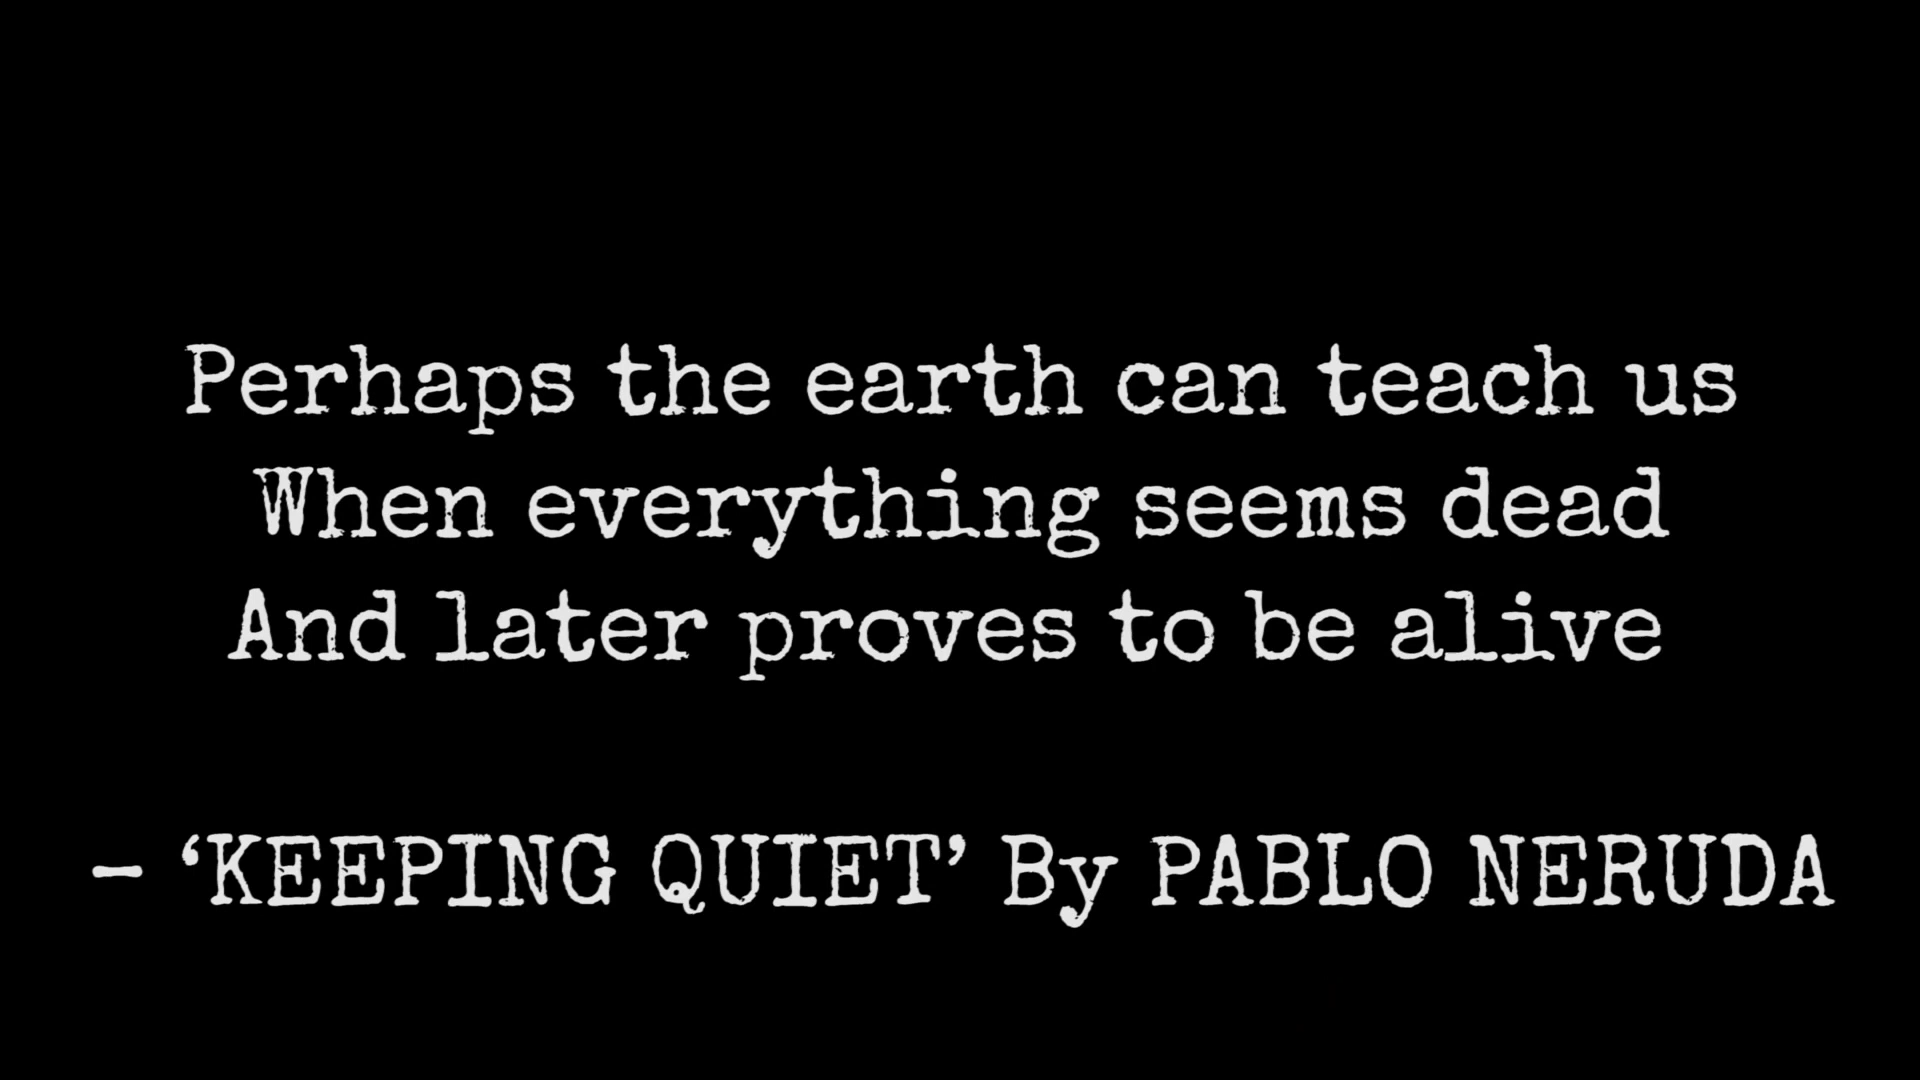 Perhaps the earth can teach us
When everything seems dead
And later proves to be alive
– ‘KEEPING QUIET’ By PABLO NERUDA